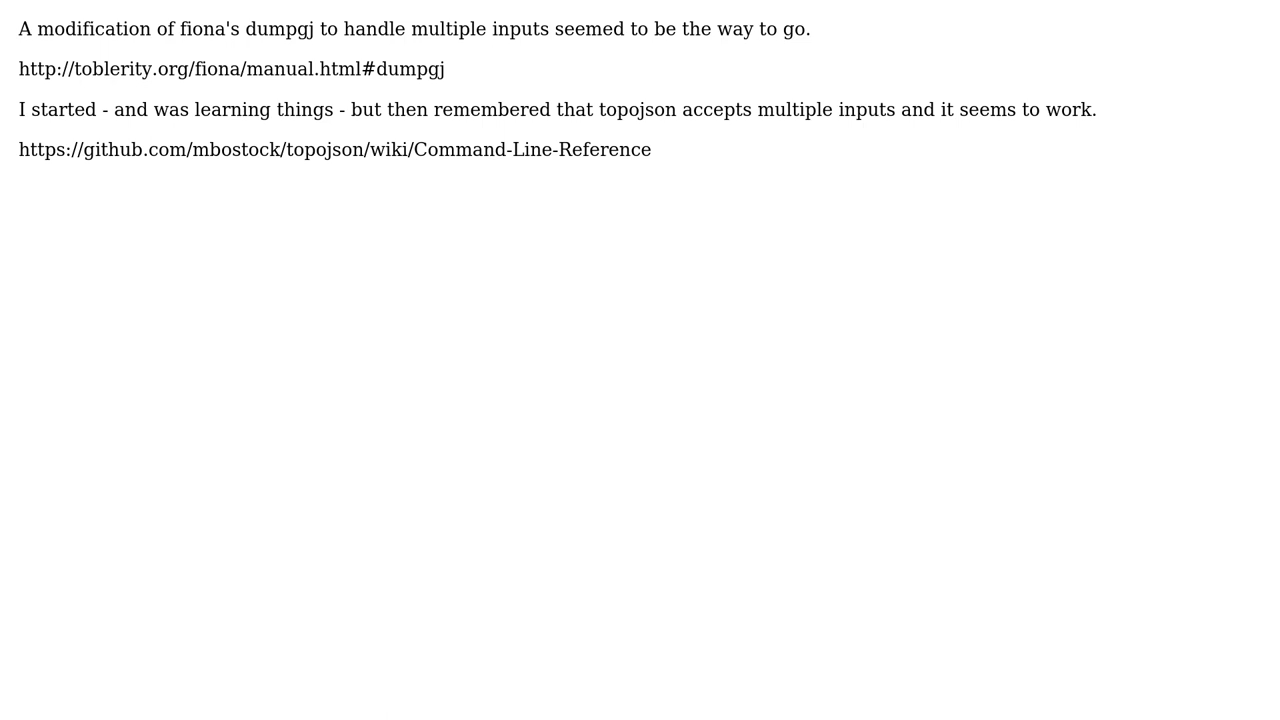 A modification of fiona's dumpgj to handle multiple inputs seemed to be the way to go.
http://toblerity.org/fiona/manual.html#dumpgj
I started - and was learning things - but then remembered that topojson accepts multiple inputs and it seems to work.
https://github.com/mbostock/topojson/wiki/Command-Line-Reference